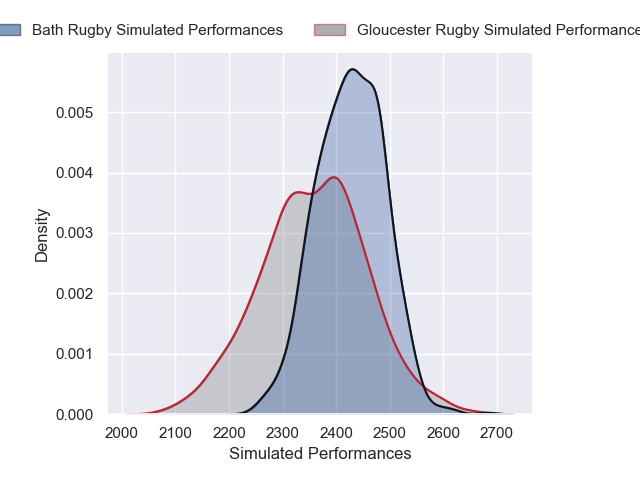 Bath Rugby Simulated Performances
Gloucester Rugby Simulated Performance
0.005
0.004
0.003
0.002
0.001
0.000
Density
2000 2100 2200 2300 2400 2500 2600 2700
Simulated Performances